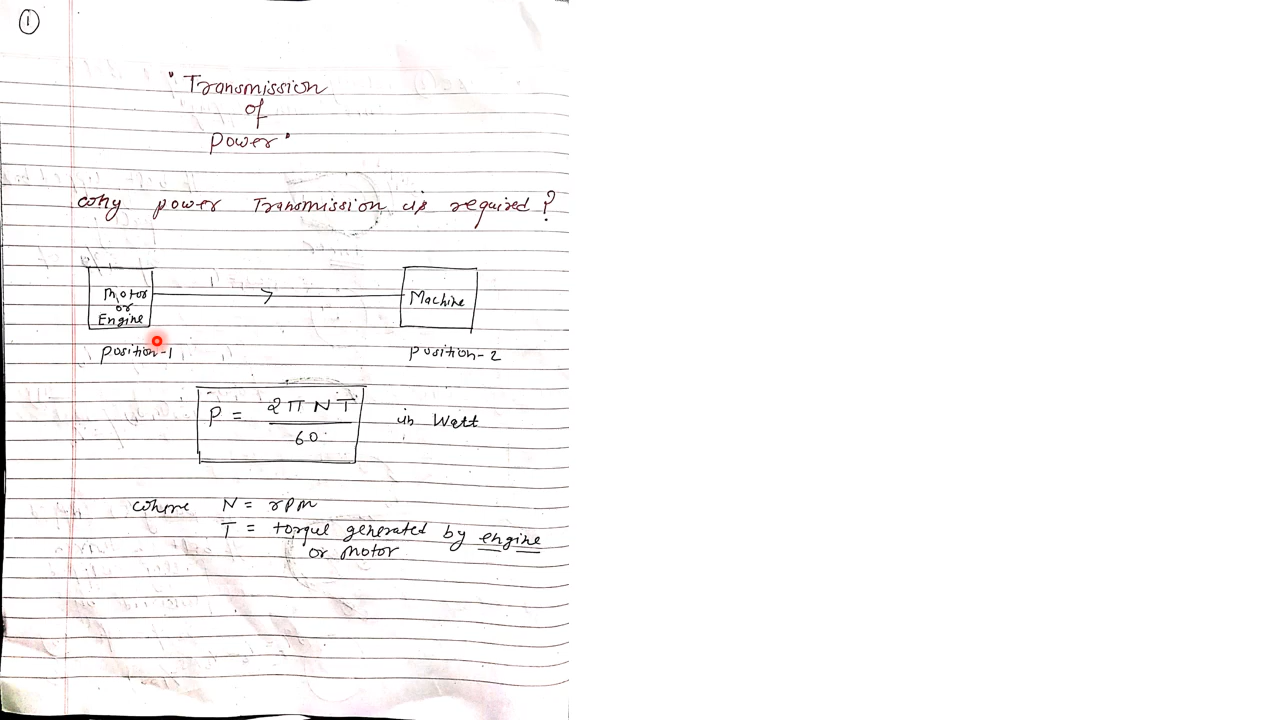 1
"Transmission
of
power"
Why power Transmission is required?
Motor
or
Engine
Machine
position-1
position-2
P = 2πNT/60 in Watt
where N = rpm
T = torque generated by engine
or motor